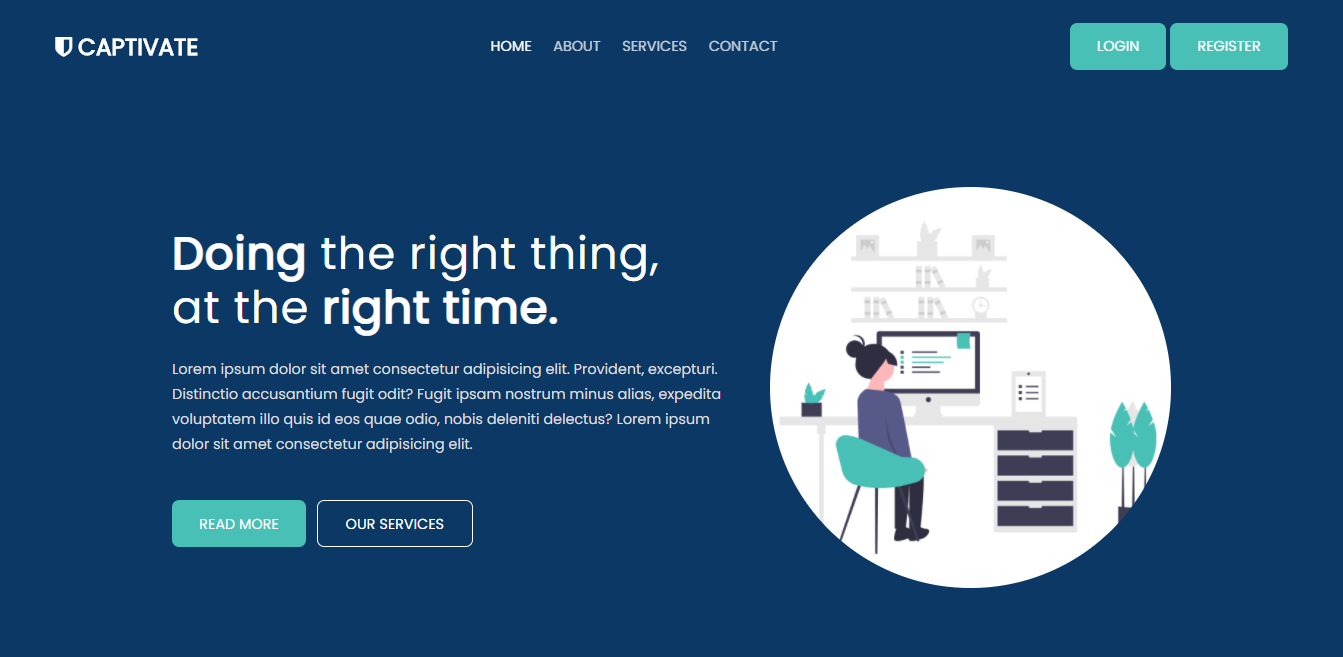 CAPTIVATE
HOME ABOUT SERVICES CONTACT
LOGIN REGISTER
Doing the right thing,
at the right time.
Lorem ipsum dolor sit amet consectetur adipisicing elit. Provident, excepturi.
Distinctio accusantium fugit odit? Fugit ipsam nostrum minus alias, expedita
voluptatem illo quis id eos quae odio, nobis deleniti delectus? Lorem ipsum
dolor sit amet consectetur adipisicing elit.
READ MORE OUR SERVICES